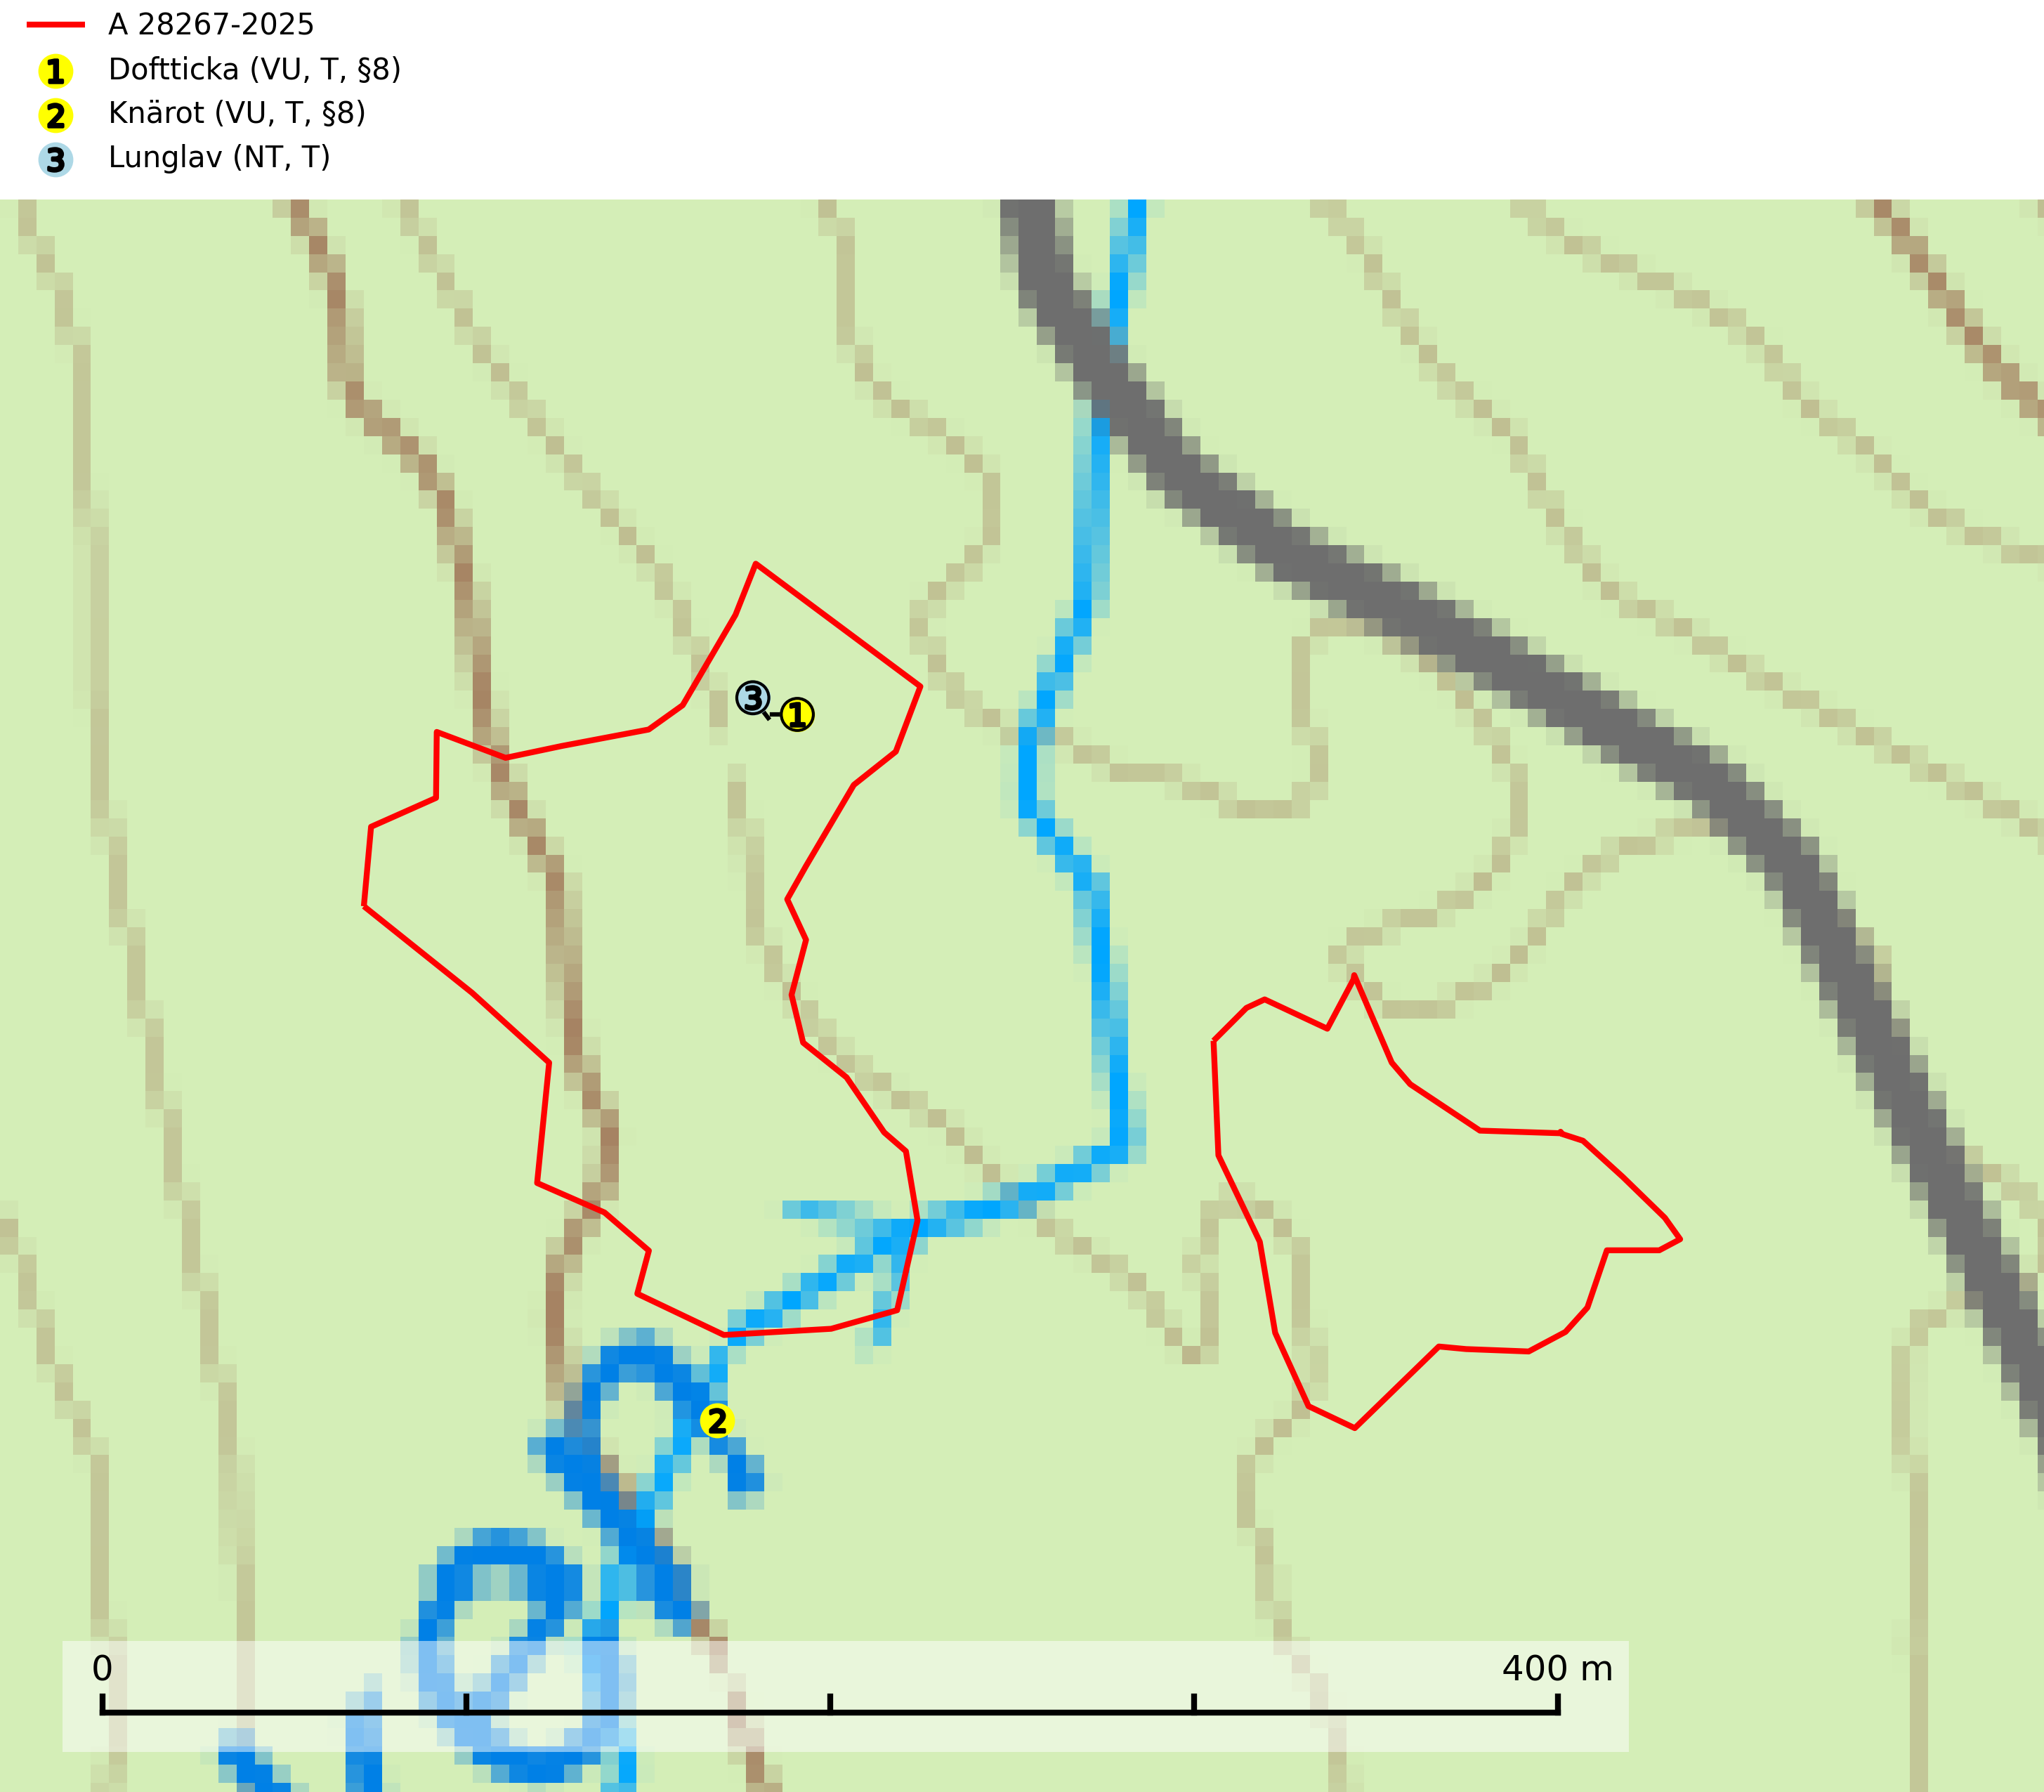 A 28267-2025
1 Doftticka (VU, T, §8)
2 Knärot (VU, T, §8)
3 Lunglav (NT, T)
3
1
2
0 400 m